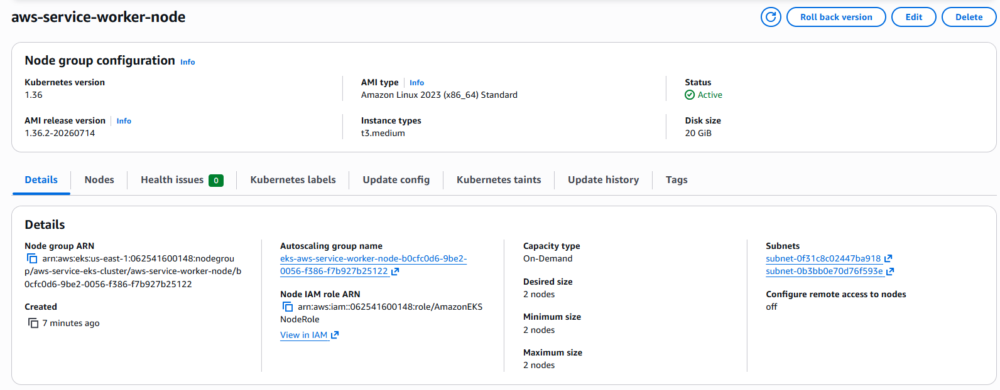 aws-service-worker-node
Roll back version
Edit
Delete
Node group configuration Info
Kubernetes version
1.36
AMI type Info
Amazon Linux 2023 (x86_64) Standard
Status
Active
AMI release version Info
1.36.2-20260714
Instance types
t3.medium
Disk size
20 GiB
Details
Nodes
Health issues 0
Kubernetes labels
Update config
Kubernetes taints
Update history
Tags
Details
Node group ARN
arn:aws:eks:us-east-1:062541600148:nodegrou
p/aws-service-eks-cluster/aws-service-worker-node/b
0cfc0d6-9be2-0056-f386-f7b927b25122
Created
7 minutes ago
Autoscaling group name
eks-aws-service-worker-node-b0cfc0d6-9be2-
0056-f386-f7b927b25122
Node IAM role ARN
arn:aws:iam::062541600148:role/AmazonEKS
NodeRole
View in IAM
Capacity type
On-Demand
Desired size
2 nodes
Minimum size
2 nodes
Maximum size
2 nodes
Subnets
subnet-0f31c8c02447ba918
subnet-0b3bb0e70d76f593e
Configure remote access to nodes
off